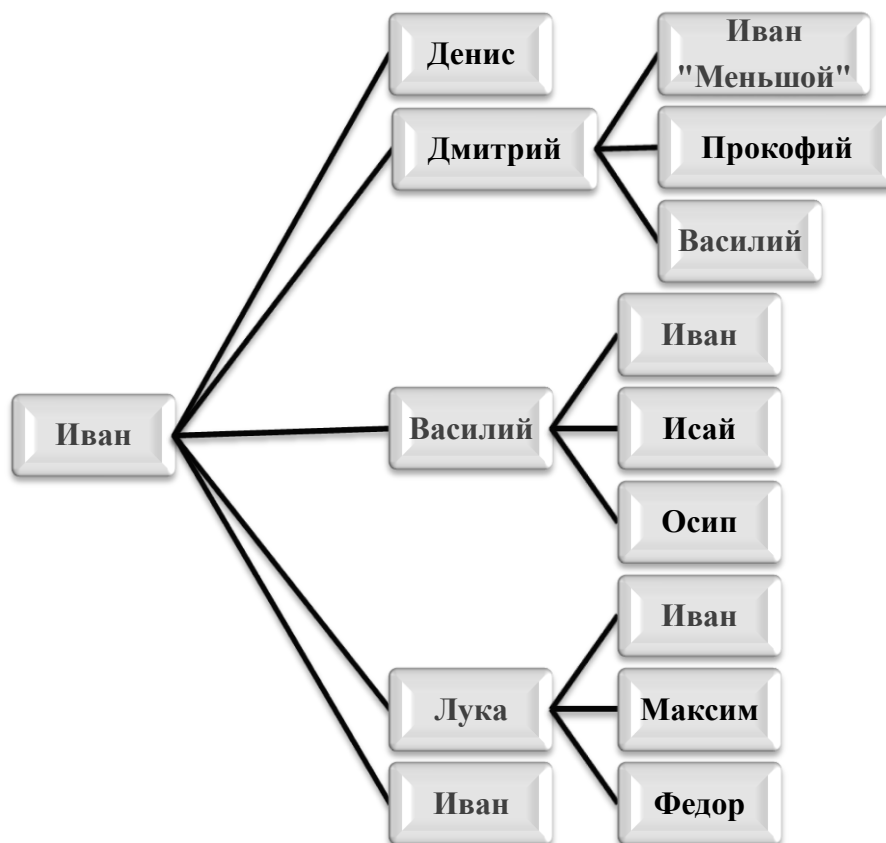 Денис
Иван
"Меньшой"
Дмитрий
Прокофий
Василий
Иван
Иван
Василий
Исай
Осип
Иван
Лука
Максим
Иван
Федор